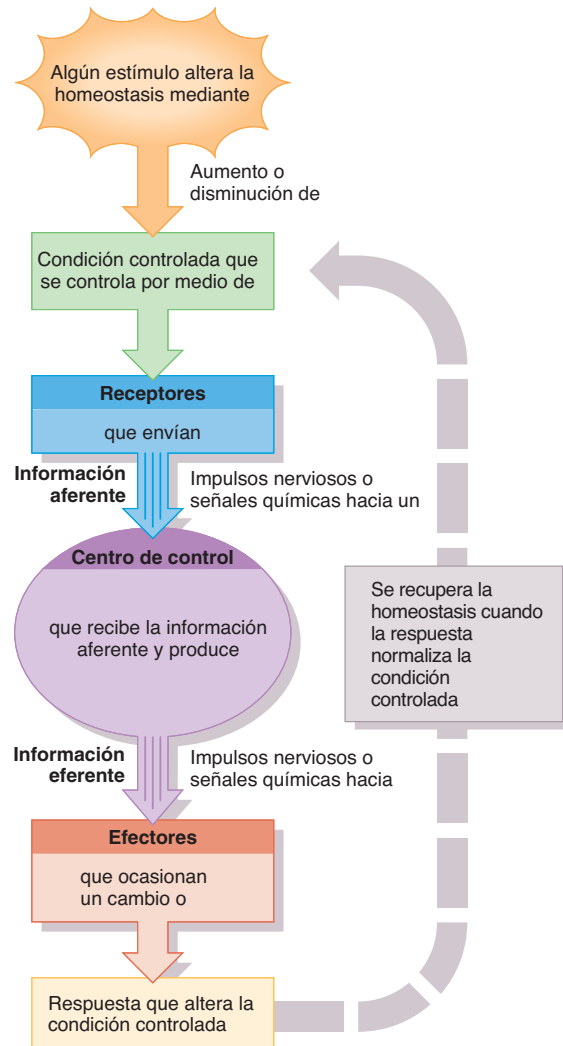 Algún estímulo altera la
homeostasis mediante
Aumento o
disminución de
Condición controlada que
se controla por medio de
Receptores
que envían
Información
aferente
Impulsos nerviosos o
señales químicas hacia un
Centro de control
que recibe la información
aferente y produce
Se recupera la
homeostasis cuando
la respuesta
normaliza la
condición
controlada
Información
eferente
Impulsos nerviosos o
señales químicas hacia
Efectores
que ocasionan
un cambio o
Respuesta que altera la
condición controlada